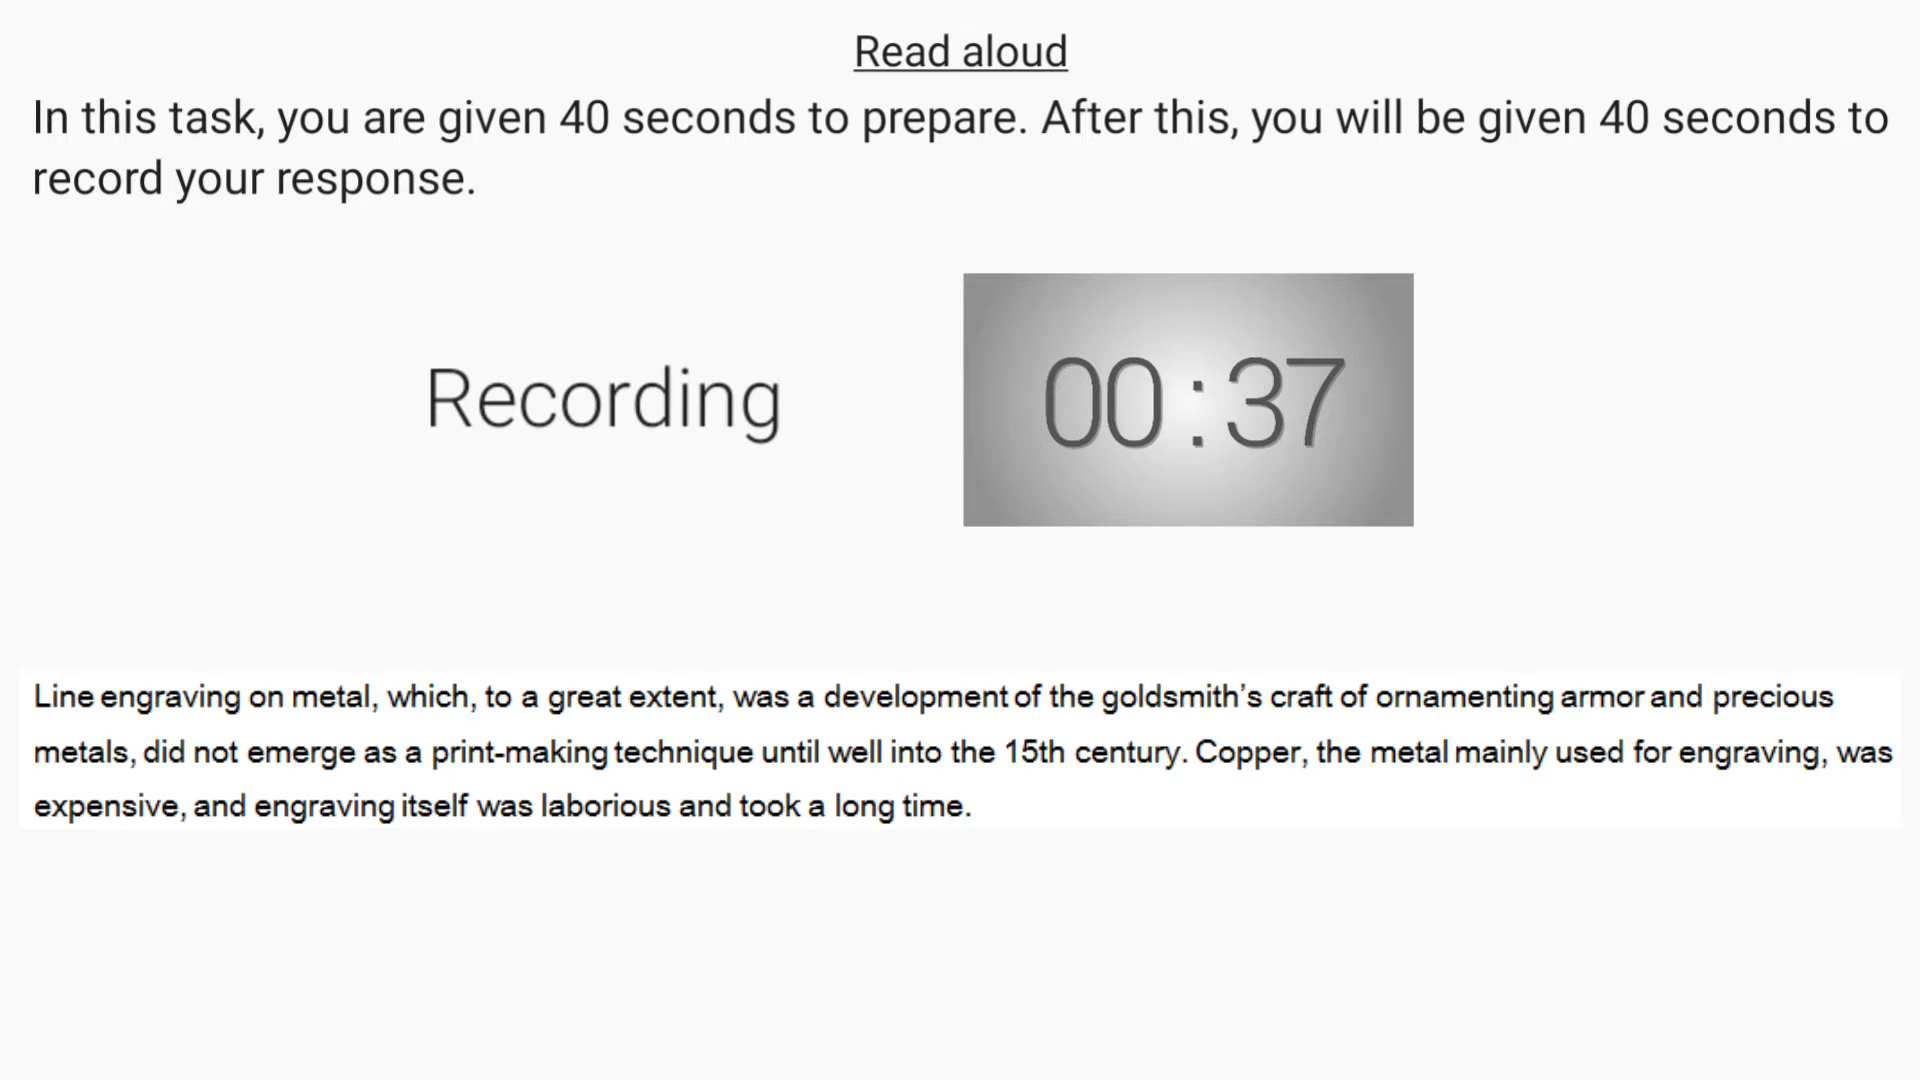 Read aloud
In this task, you are given 40 seconds to prepare. After this, you will be given 40 seconds to
record your response.
Recording
00:37
Line engraving on metal, which, to a great extent, was a development of the goldsmith’s craft of ornamenting armor and precious
metals, did not emerge as a print-making technique until well into the 15th century. Copper, the metal mainly used for engraving, was
expensive, and engraving itself was laborious and took a long time.